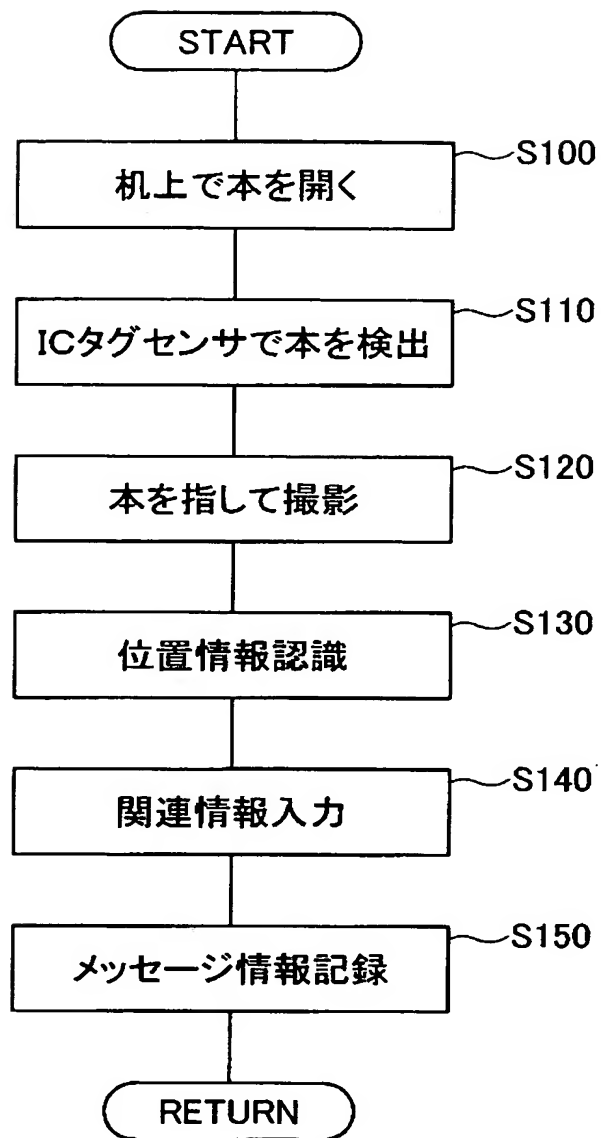 START
机上で本を開く
S100
ICタグセンサで本を検出
S110
本を指して撮影
S120
位置情報認識
S130
関連情報入力
S140
メッセージ情報記録
S150
RETURN